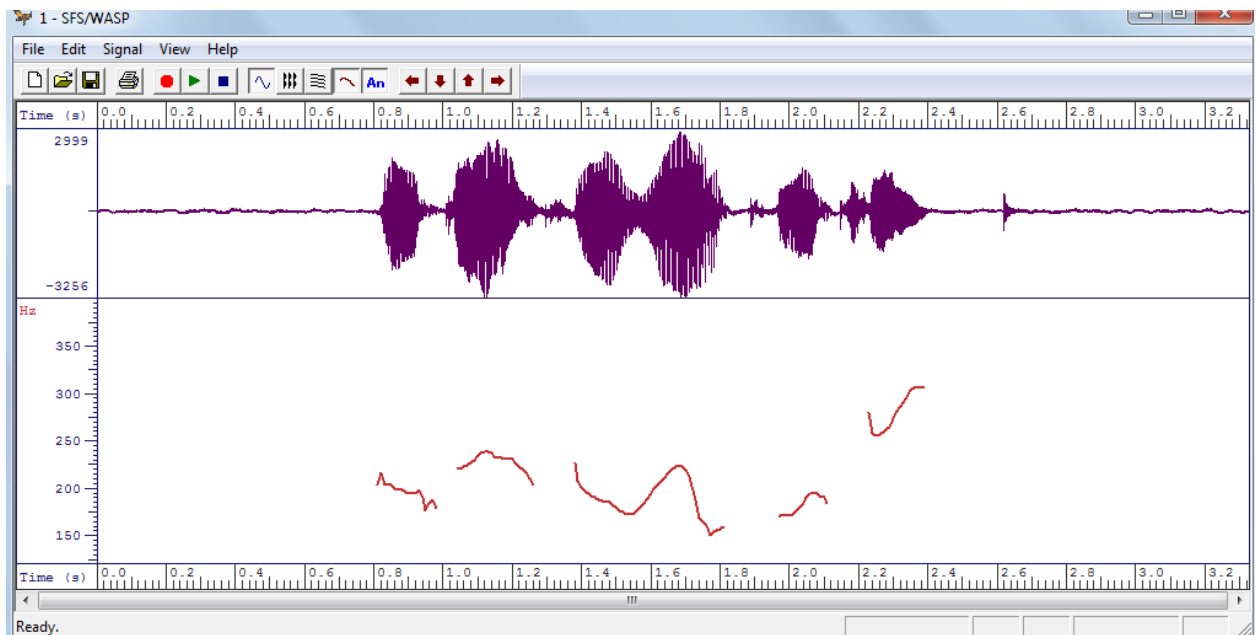 1 - SFS/WASP
File Edit Signal View Help
An
Time (s) 0.0 0.2 0.4 0.6 0.8 1.0 1.2 1.4 1.6 1.8 2.0 2.2 2.4 2.6 2.8 3.0 3.2
2999
-3256
Hz
350
300
250
200
150
Time (s) 0.0 0.2 0.4 0.6 0.8 1.0 1.2 1.4 1.6 1.8 2.0 2.2 2.4 2.6 2.8 3.0 3.2
Ready.